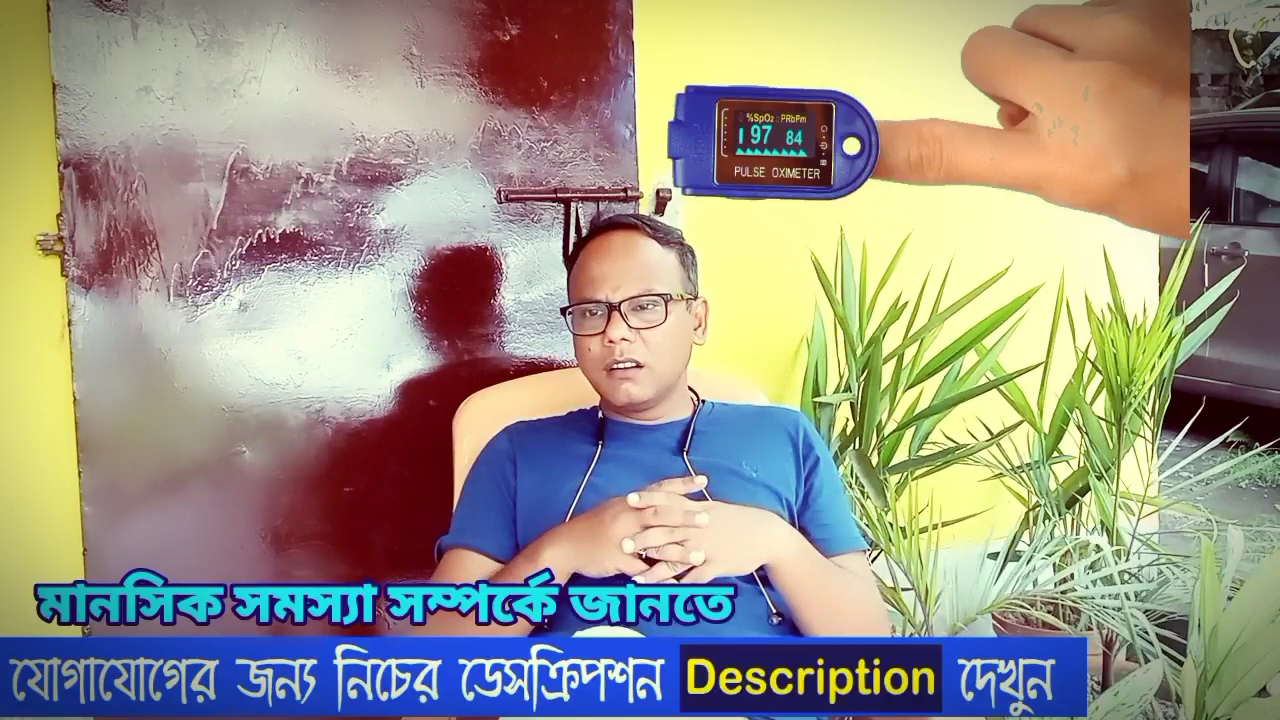 %SpO2 PRbPm
97 84
PULSE OXIMETER
মানসিক সমস্যা সম্পর্কে জানতে
যোগাযোগের জন্য নিচের ডেসক্রিপশন Description দেখুন